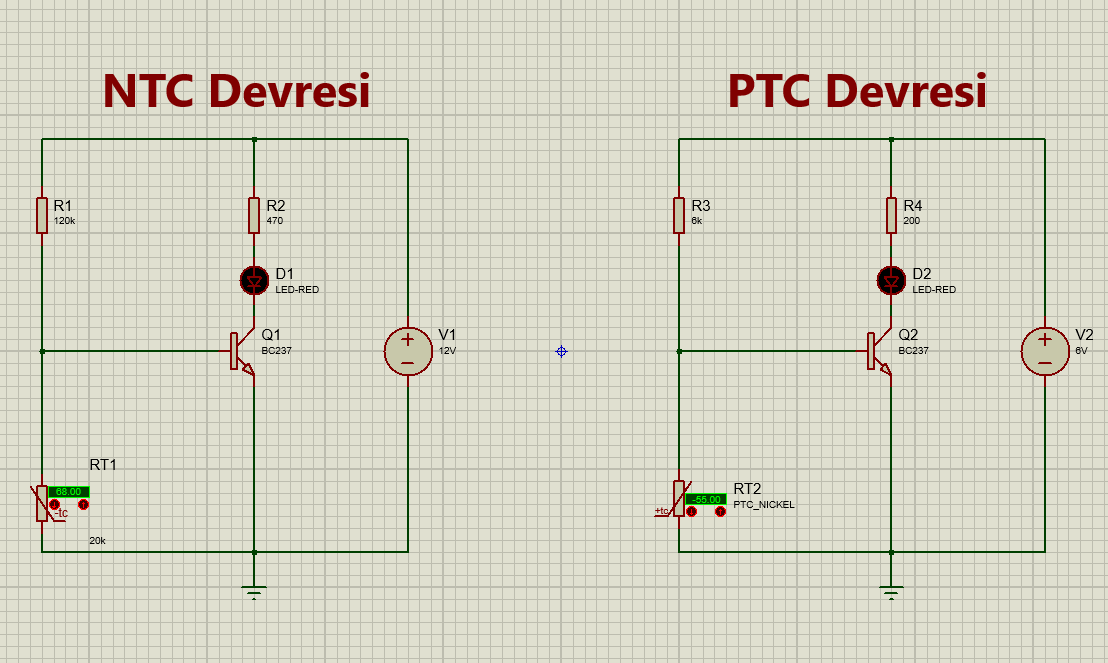 NTC Devresi
PTC Devresi
R1
120k
R2
470
D1
LED-RED
Q1
BC237
V1
12V
RT1
68.00
-tc
20k
R3
6k
R4
200
D2
LED-RED
Q2
BC237
V2
6V
RT2
-55.00
PTC_NICKEL
+tc